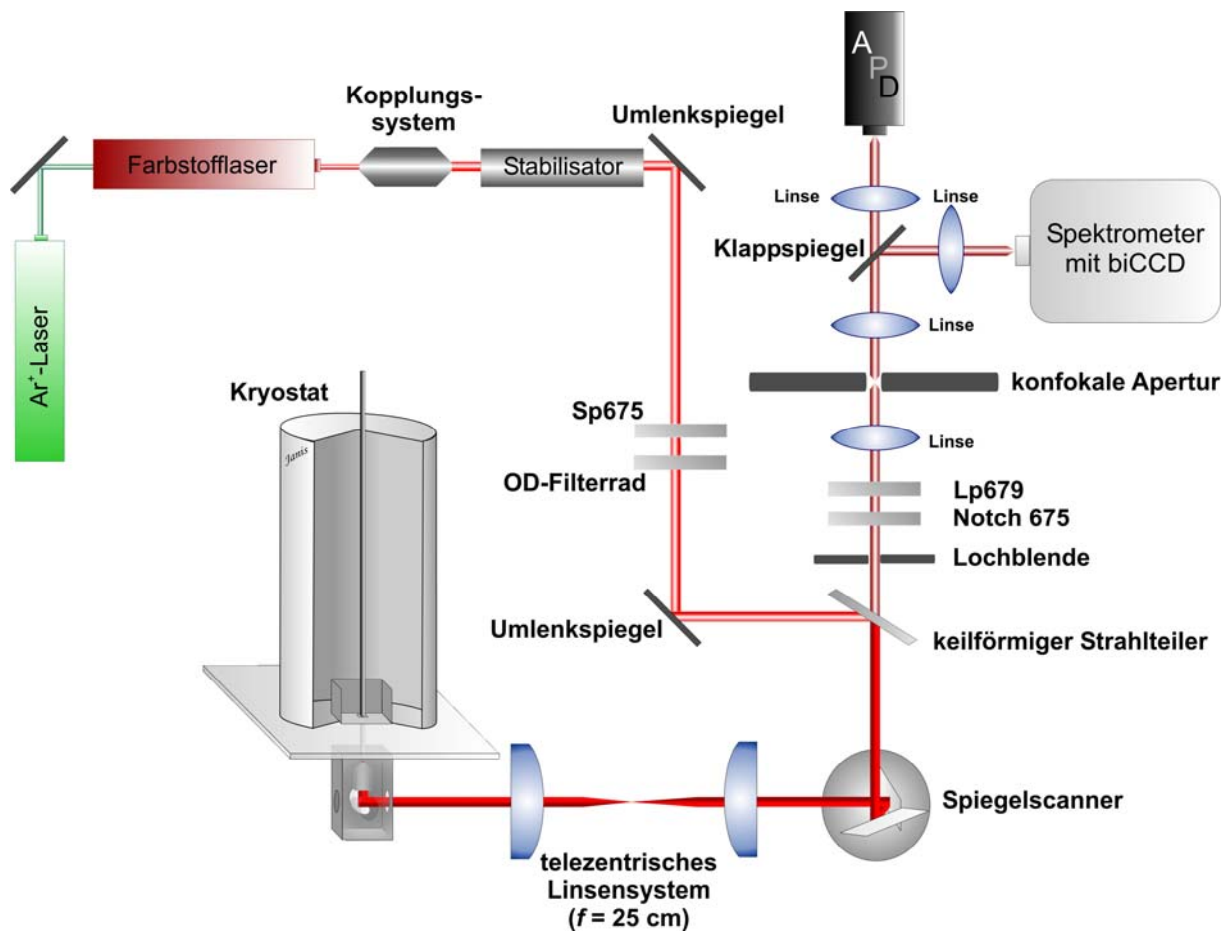 APD
Kopplungs-
system
Umlenkspiegel
Farbstofflaser
Stabilisator
Linse
Linse
Klappspiegel
Spektrometer
mit biCCD
Ar⁺-Laser
Linse
Kryostat
konfokale Apertur
Sp675
Janis
Linse
OD-Filterrad
Lp679
Notch 675
Lochblende
Umlenkspiegel
keilförmiger Strahlteiler
Spiegelscanner
telezentrisches
Linsensystem
(f = 25 cm)